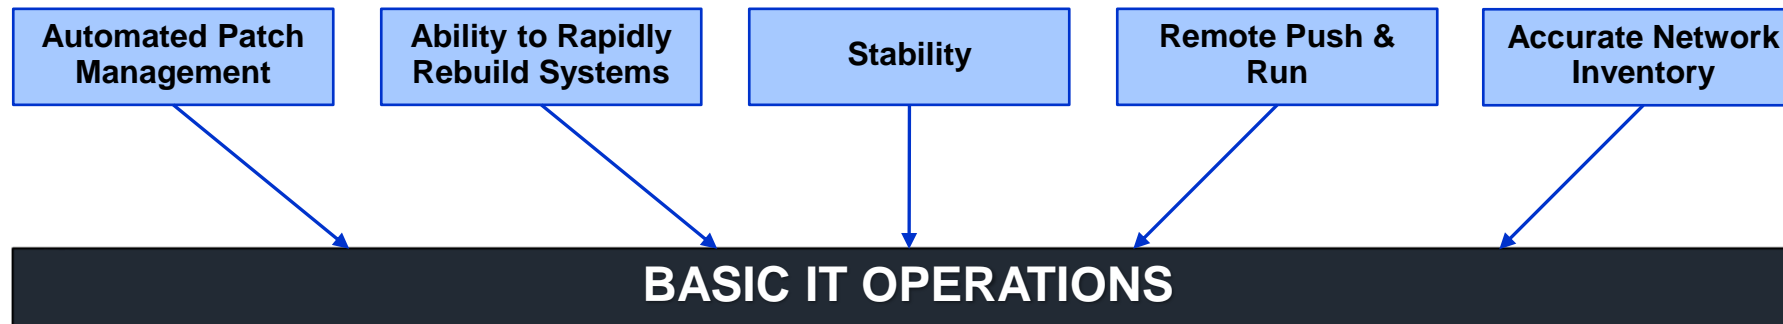 Automated Patch
Management
Ability to Rapidly
Rebuild Systems
Stability
Remote Push &
Run
Accurate Network
Inventory
BASIC IT OPERATIONS